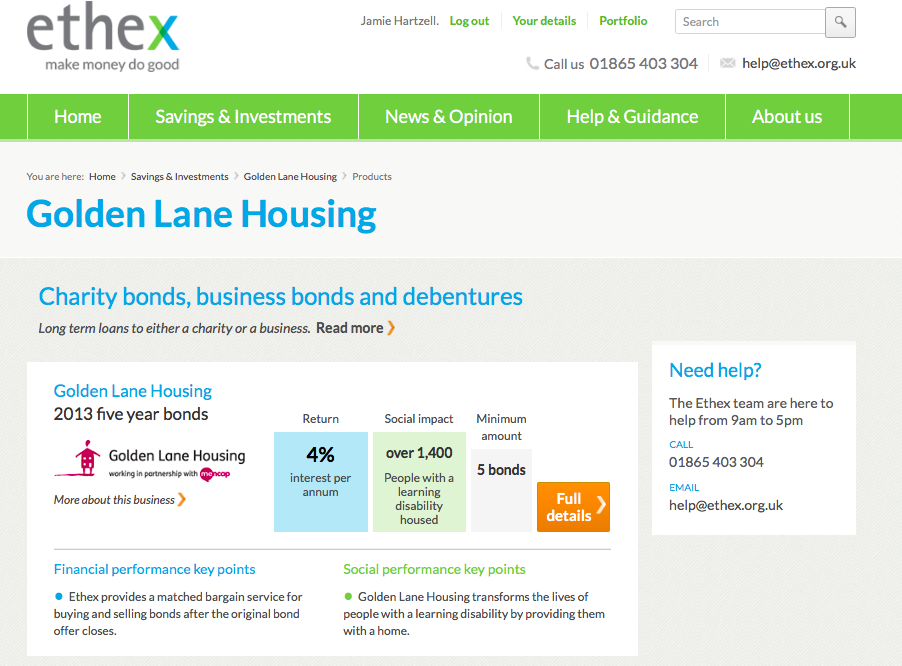 ethex
make money do good
Jamie Hartzell. Log out Your details Portfolio Search
Call us 01865 403 304 help@ethex.org.uk
Home Savings & Investments News & Opinion Help & Guidance About us
You are here: Home > Savings & Investments > Golden Lane Housing > Products
Golden Lane Housing
Charity bonds, business bonds and debentures
Long term loans to either a charity or a business. Read more
Golden Lane Housing
2013 five year bonds
Golden Lane Housing
working in partnership with mencap
More about this business
Return
4%
interest per
annum
Social impact
over 1,400
People with a
learning
disability
housed
Minimum
amount
5 bonds
Full
details
Financial performance key points
Ethex provides a matched bargain service for
buying and selling bonds after the original bond
offer closes.
Social performance key points
Golden Lane Housing transforms the lives of
people with a learning disability by providing them
with a home.
Need help?
The Ethex team are here to
help from 9am to 5pm
CALL
01865 403 304
EMAIL
help@ethex.org.uk